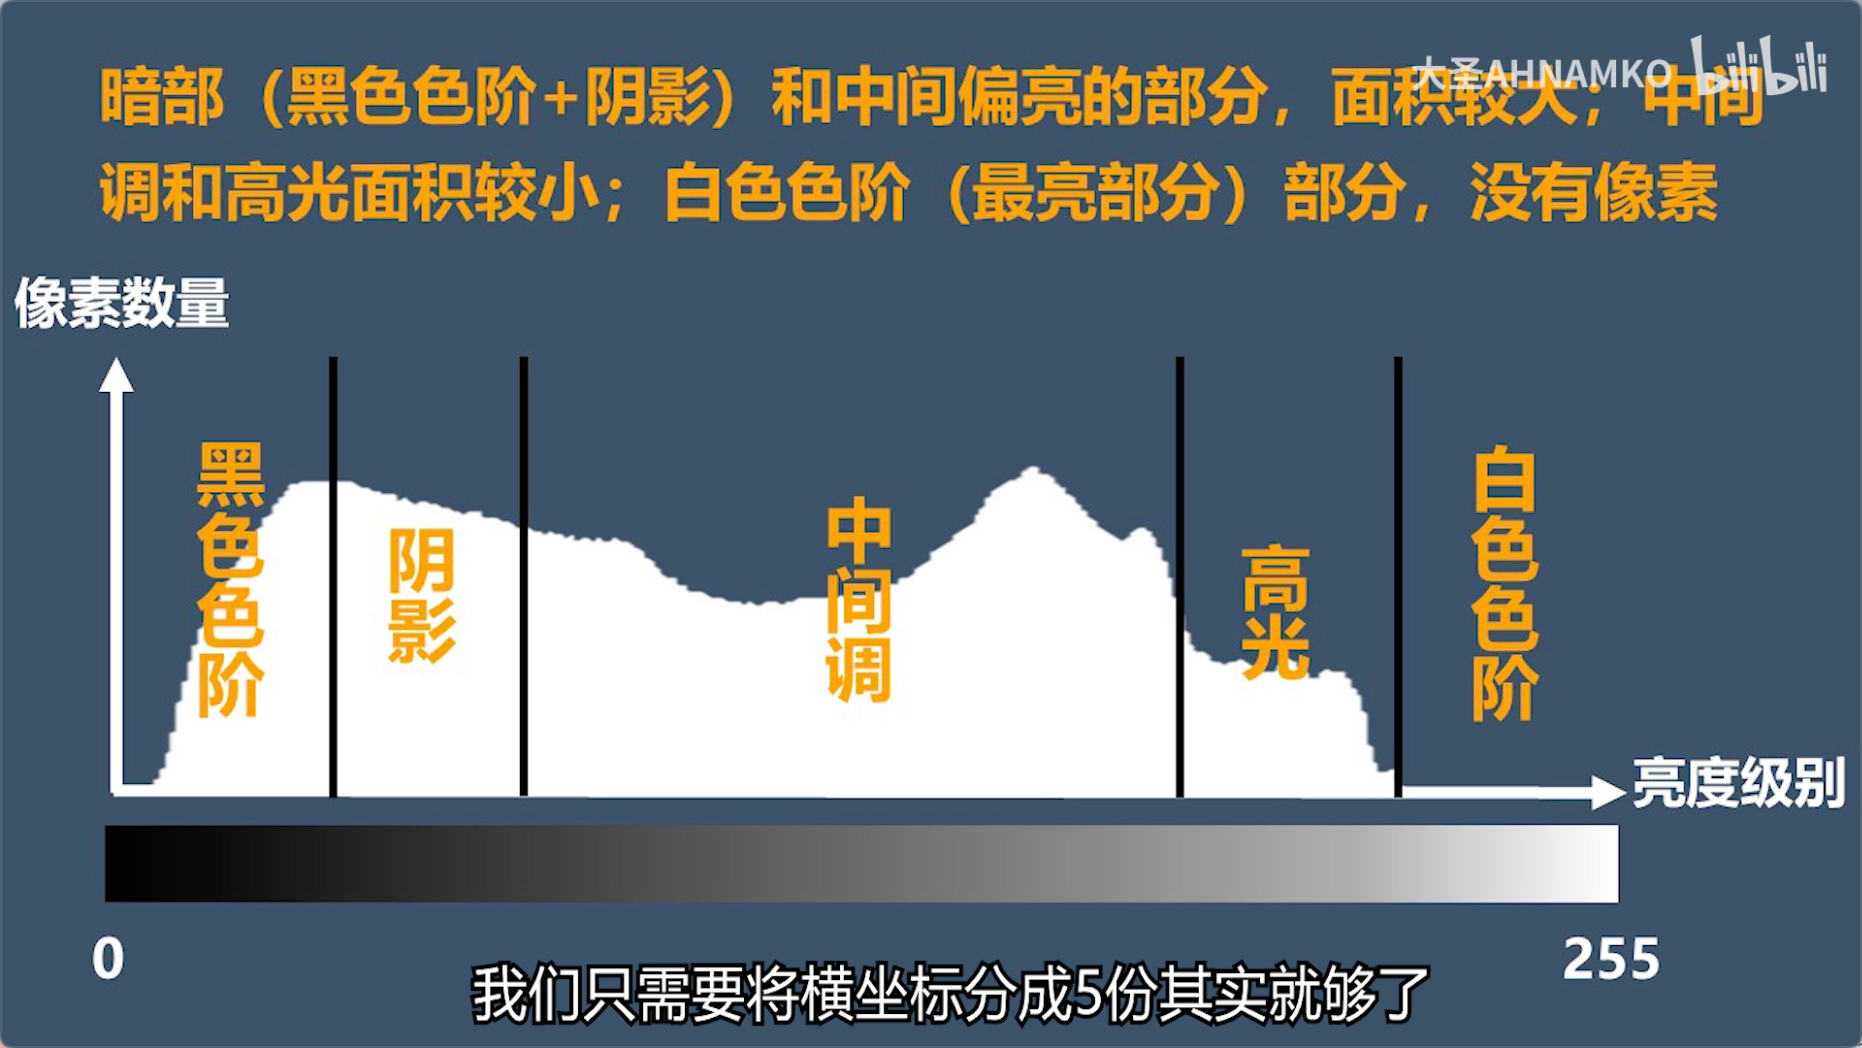 大圣AHNAMKO bilibili
暗部（黑色色阶+阴影）和中间偏亮的部分，面积较大；中间
调和高光面积较小；白色色阶（最亮部分）部分，没有像素
像素数量
黑色色阶
阴影
中间调
高光
白色色阶
亮度级别
0
255
我们只需要将横坐标分成5份其实就够了